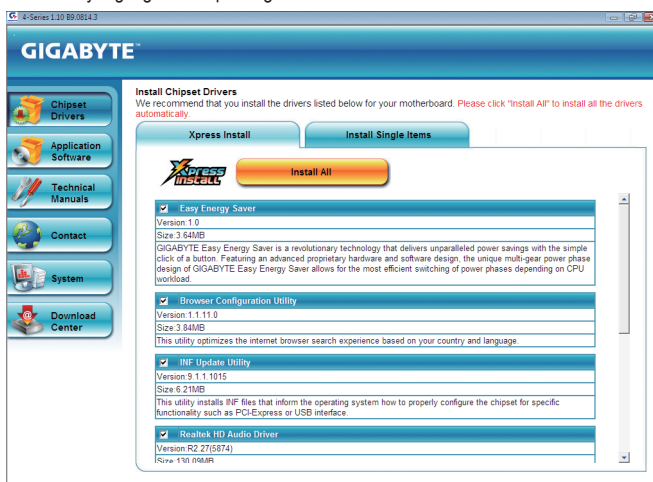 4-Series 1.10 B9.0814.3
GIGABYTE™
Chipset
Drivers
Application
Software
Technical
Manuals
Contact
System
Download
Center
Install Chipset Drivers
We recommend that you install the drivers listed below for your motherboard. Please click "Install All" to install all the drivers
automatically.
Xpress Install
Install Single Items
Xpress
INSTALL
Install All
Easy Energy Saver
Version:1.0
Size:3.64MB
GIGABYTE Easy Energy Saver is a revolutionary technology that delivers unparalleled power savings with the simple
click of a button. Featuring an advanced proprietary hardware and software design, the unique multi-gear power phase
design of GIGABYTE Easy Energy Saver allows for the most efficient switching of power phases depending on CPU
workload.
Browser Configuration Utility
Version:1.1.11.0
Size:3.84MB
This utility optimizes the internet browser search experience based on your country and language.
INF Update Utility
Version:9.1.1.1015
Size:6.21MB
This utility installs INF files that inform the operating system how to properly configure the chipset for specific
functionality such as PCI-Express or USB interface.
Realtek HD Audio Driver
Version:R2.27(5874)
Size:130.09MB